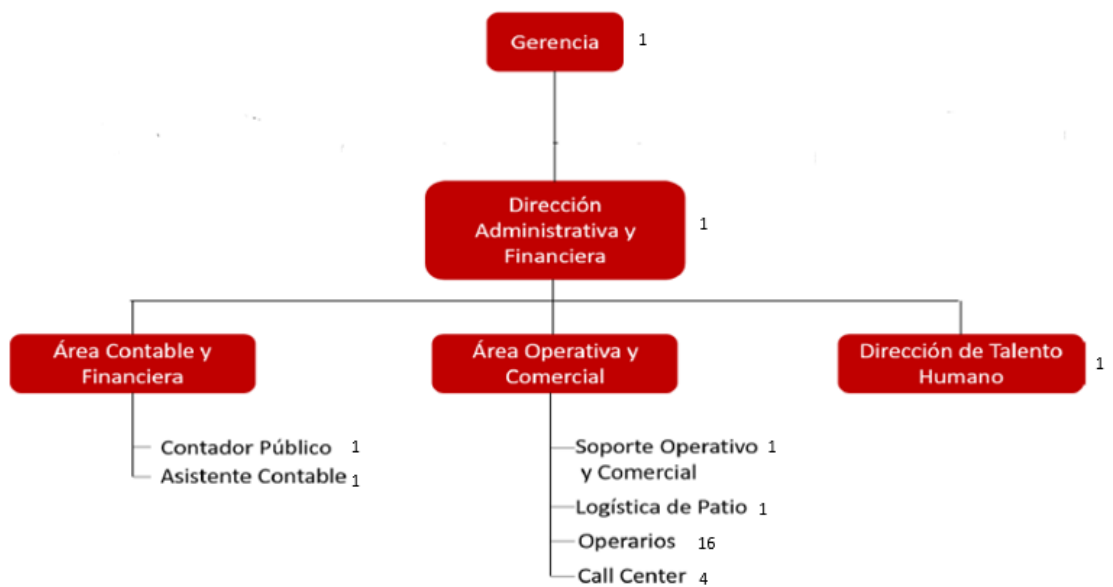 Gerencia 1
Dirección
Administrativa y
Financiera
1
Área Contable y
Financiera
Área Operativa y
Comercial
Dirección de Talento
Humano
1
Contador Público 1
Asistente Contable 1
Soporte Operativo 1
y Comercial
Logística de Patio 1
Operarios 16
Call Center 4